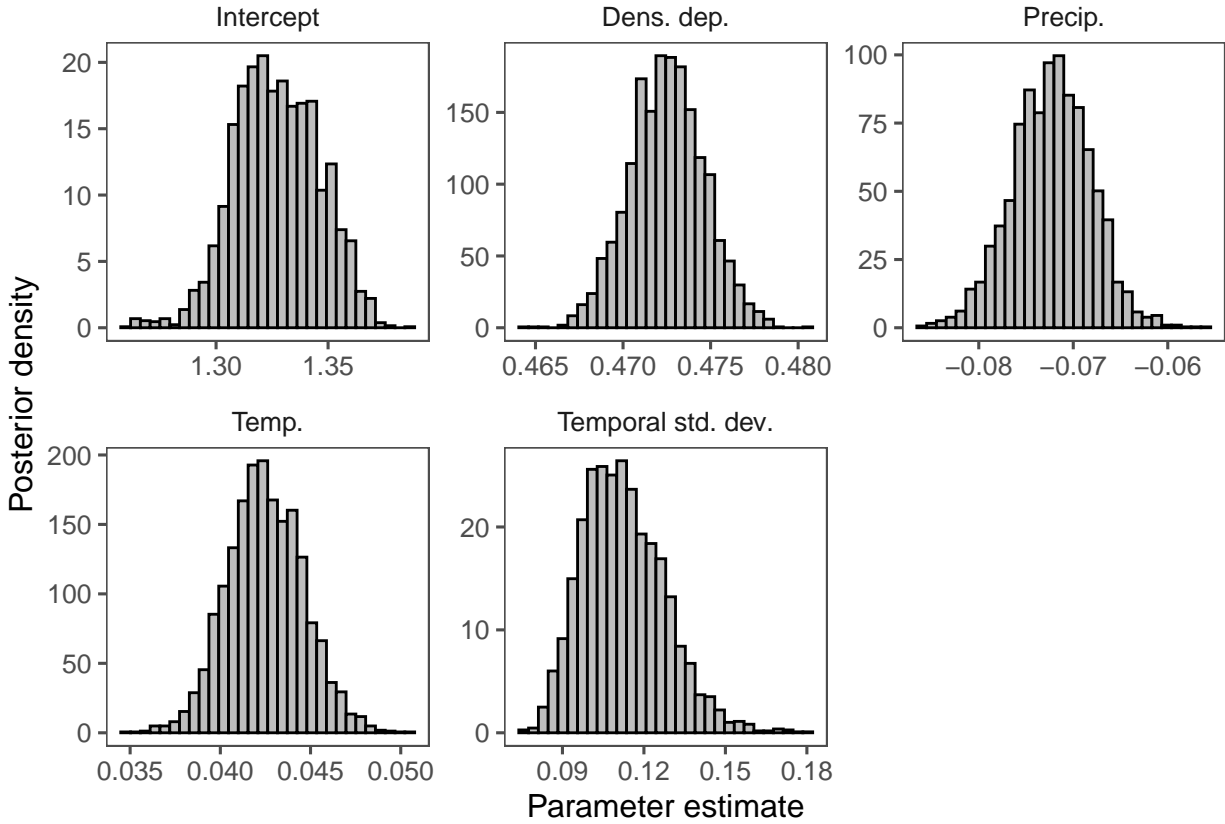 Intercept
Dens. dep.
Precip.
20
15
10
5
0
1.30 1.35
150
100
50
0
0.465 0.470 0.475 0.480
100
75
50
25
0
−0.08 −0.07 −0.06
Posterior density
Temp.
Temporal std. dev.
200
150
100
50
0
0.035 0.040 0.045 0.050
20
10
0
0.09 0.12 0.15 0.18
Parameter estimate